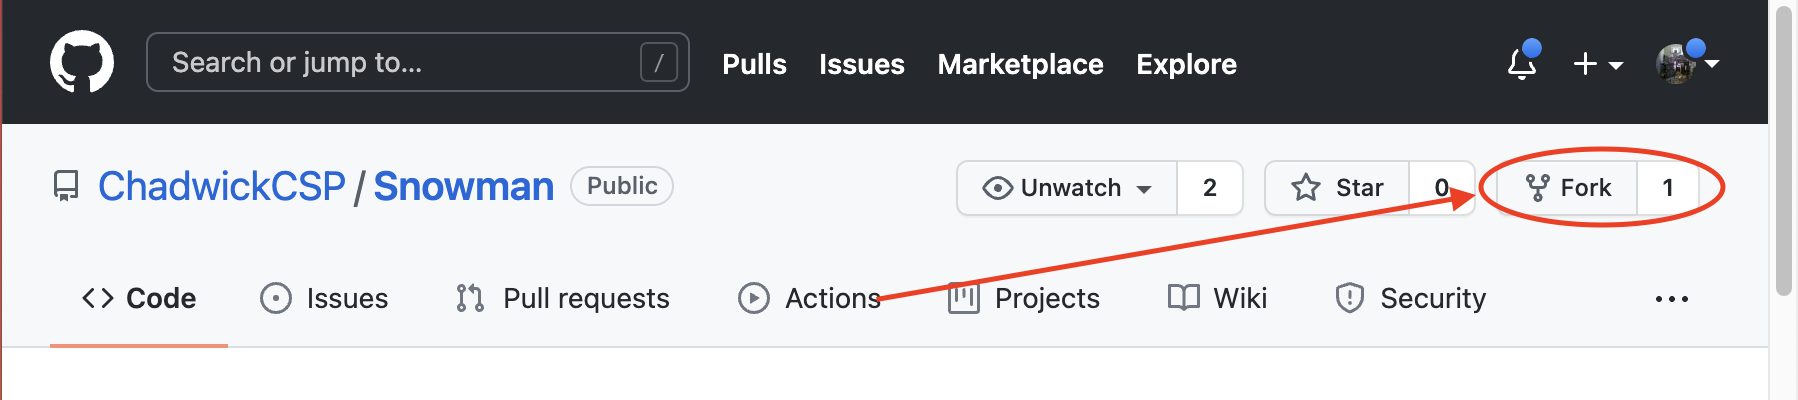 Search or jump to... / Pulls Issues Marketplace Explore
ChadwickCSP / Snowman Public Unwatch 2 Star 0 Fork 1
<> Code Issues Pull requests Actions Projects Wiki Security ...